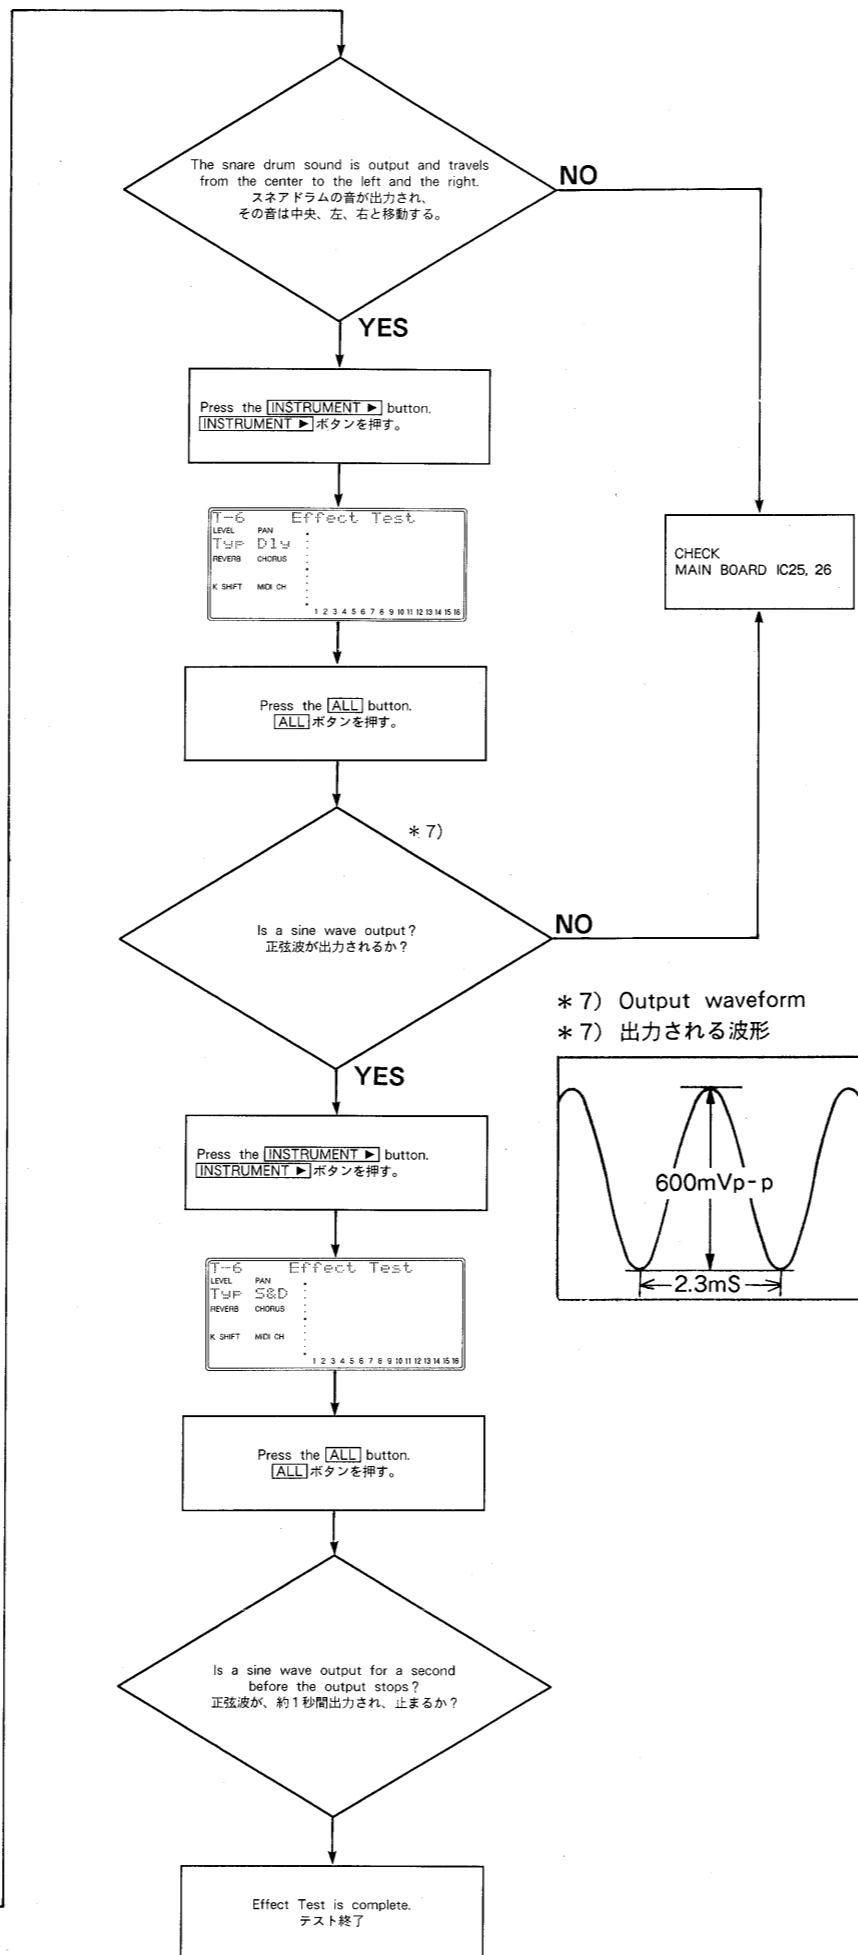 The snare drum sound is output and travels
from the center to the left and the right.
スネアドラムの音が出力され、
その音は中央、左、右と移動する。
NO
YES
Press the INSTRUMENT ▶ button.
INSTRUMENT ▶ ボタンを押す。
T-6 Effect Test
LEVEL PAN
Typ Dly
REVERB CHORUS
K SHIFT MIDI CH
1 2 3 4 5 6 7 8 9 10 11 12 13 14 15 16
CHECK
MAIN BOARD IC25, 26
Press the ALL button.
ALL ボタンを押す。
* 7)
Is a sine wave output?
正弦波が出力されるか？
NO
YES
* 7) Output waveform
* 7) 出力される波形
600mVp-p
2.3mS
Press the INSTRUMENT ▶ button.
INSTRUMENT ▶ ボタンを押す。
T-6 Effect Test
LEVEL PAN
Typ S&D
REVERB CHORUS
K SHIFT MIDI CH
1 2 3 4 5 6 7 8 9 10 11 12 13 14 15 16
Press the ALL button.
ALL ボタンを押す。
Is a sine wave output for a second
before the output stops?
正弦波が、約1秒間出力され、止まるか？
Effect Test is complete.
テスト終了